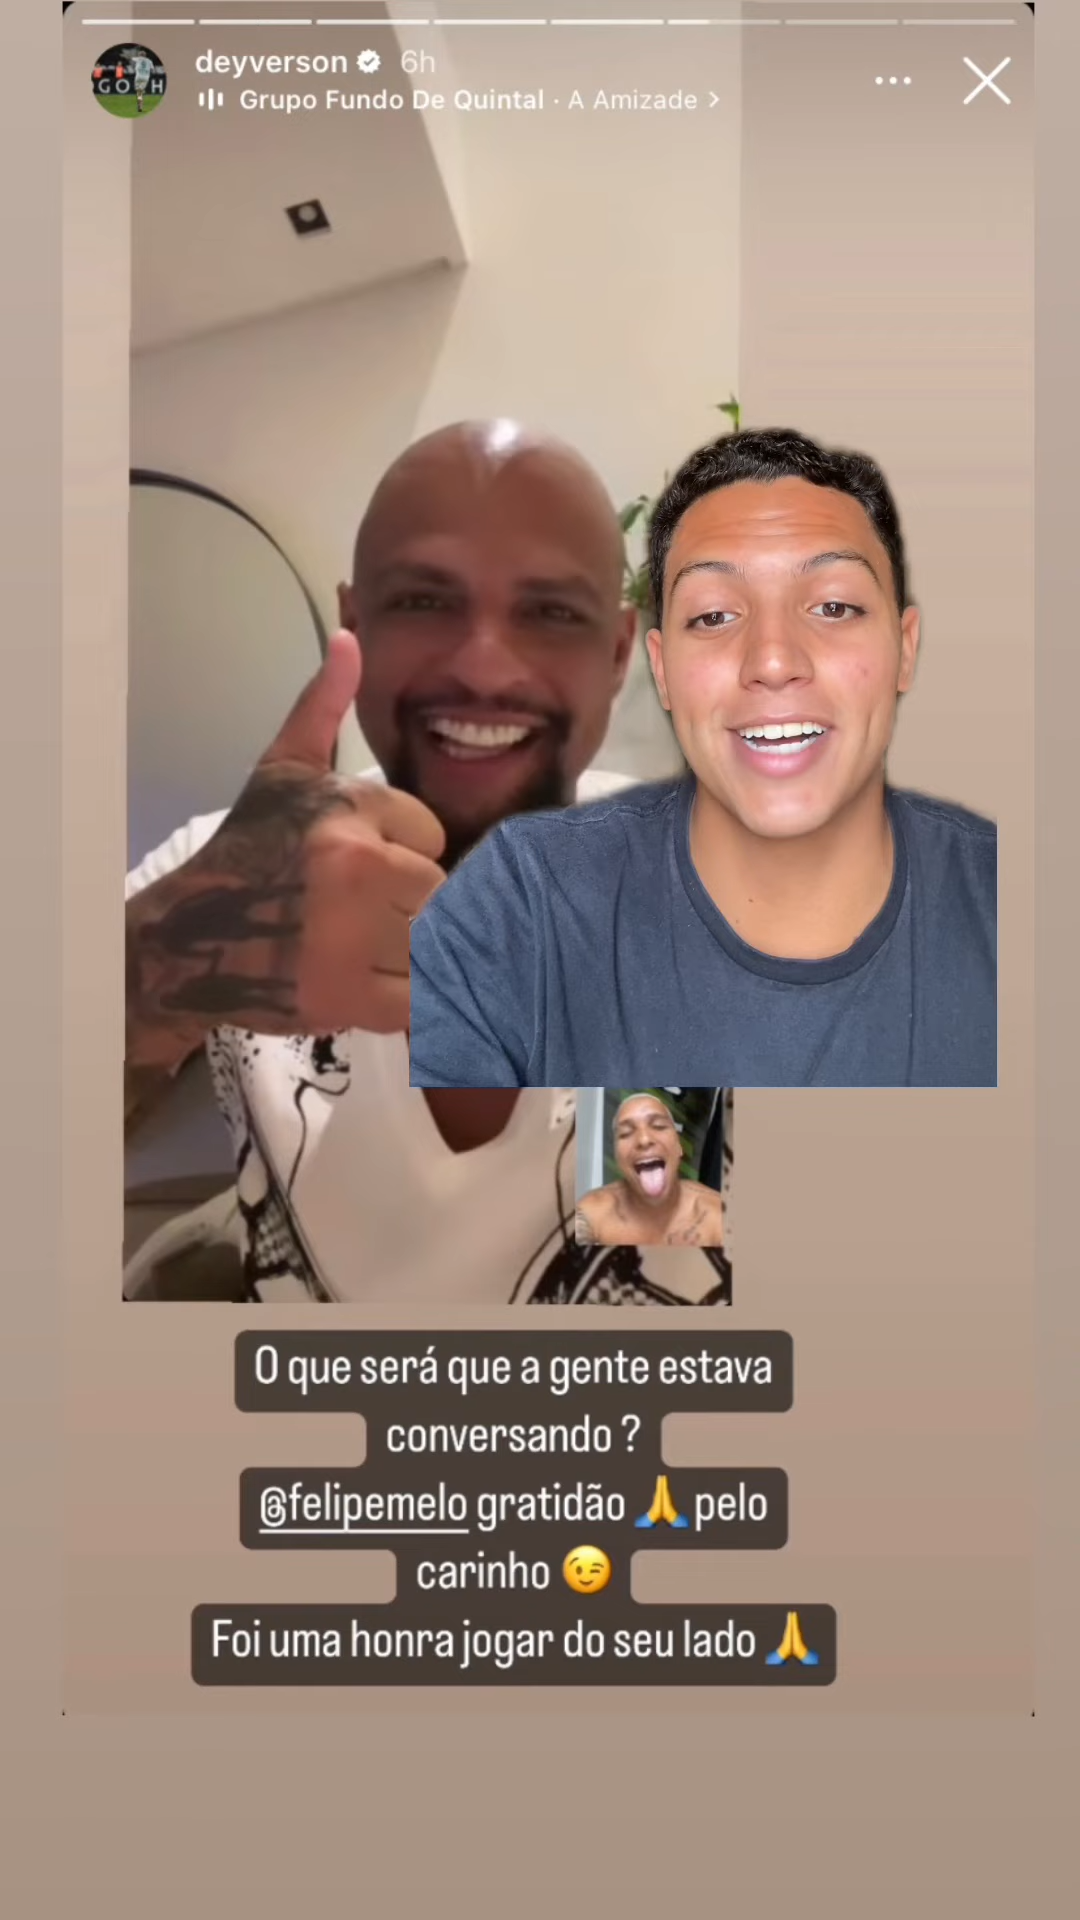 deyverson 6h
Grupo Fundo De Quintal · A Amizade >
GO H
O que será que a gente estava
conversando ?
@felipemelo gratidão 🙏 pelo
carinho 😉
Foi uma honra jogar do seu lado 🙏